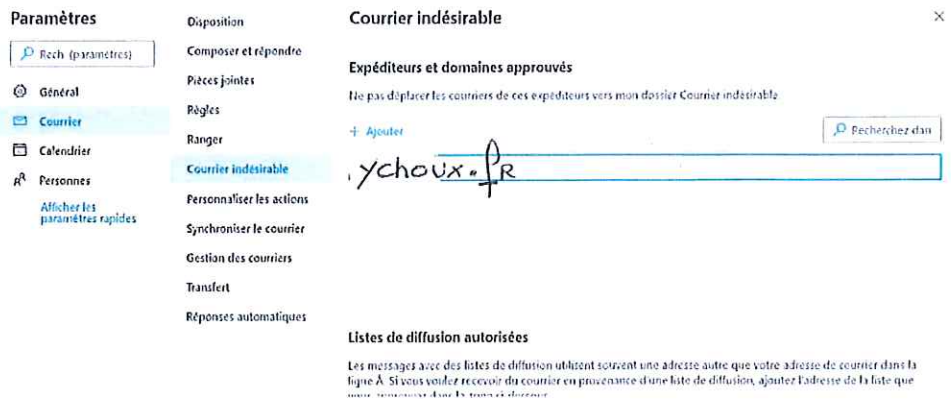 Paramètres
Rech. (paramètres)
Général
Courrier
Calendrier
Personnes
Afficher les
paramètres rapides
Disposition
Composer et répondre
Pièces jointes
Règles
Ranger
Courrier indésirable
Personnaliser les actions
Synchroniser le courrier
Gestion des courriers
Transfert
Réponses automatiques
Courrier indésirable
Expéditeurs et domaines approuvés
Ne pas déplacer les courriers de ces expéditeurs vers mon dossier Courrier indésirable
+ Ajouter
Recherchez dan
ychoux.fR
Listes de diffusion autorisées
Les messages avec des listes de diffusion utilisent souvent une adresse autre que votre adresse de courrier dans la
ligne À. Si vous voulez recevoir du courrier en provenance d'une liste de diffusion, ajoutez l'adresse de la liste que